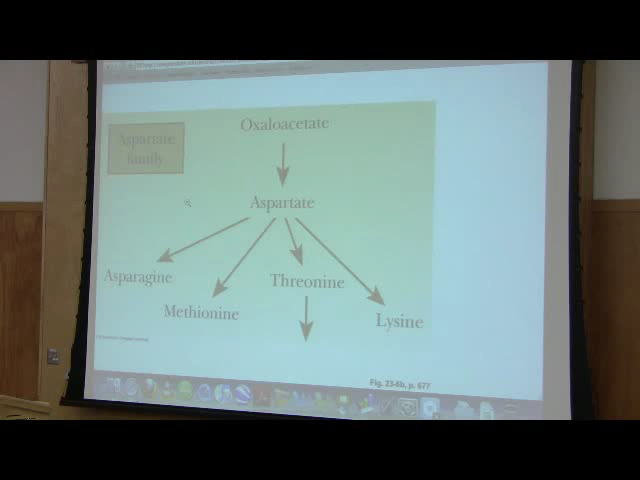 Aspartate
family
Oxaloacetate
Aspartate
Asparagine
Methionine
Threonine
Lysine
Fig. 23-6b, p. 677